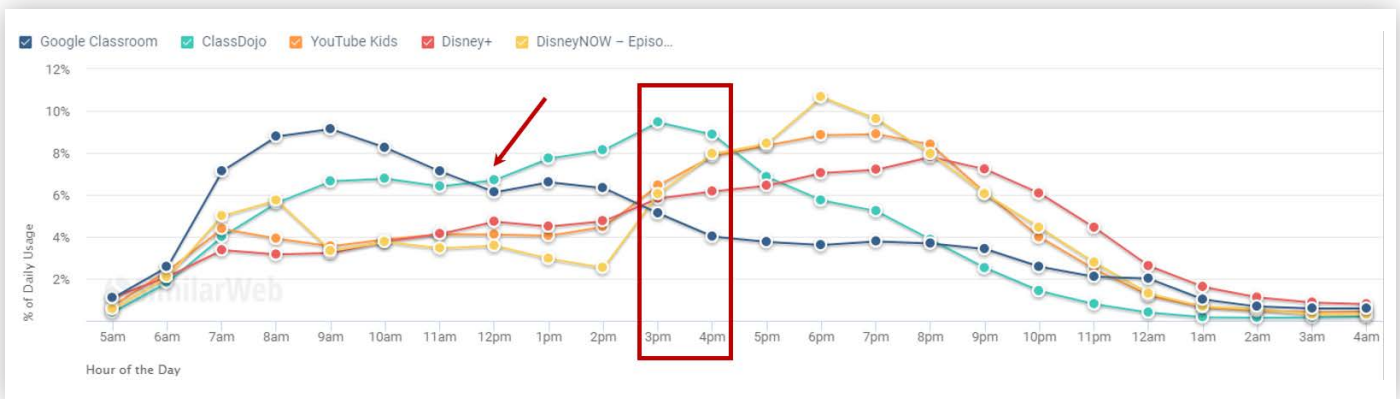 Google Classroom ClassDojo YouTube Kids Disney+ DisneyNOW – Episo...
12%
10%
8%
6%
4%
2%
% of Daily Usage
SimilarWeb
5am 6am 7am 8am 9am 10am 11am 12pm 1pm 2pm 3pm 4pm 5pm 6pm 7pm 8pm 9pm 10pm 11pm 12am 1am 2am 3am 4am
Hour of the Day